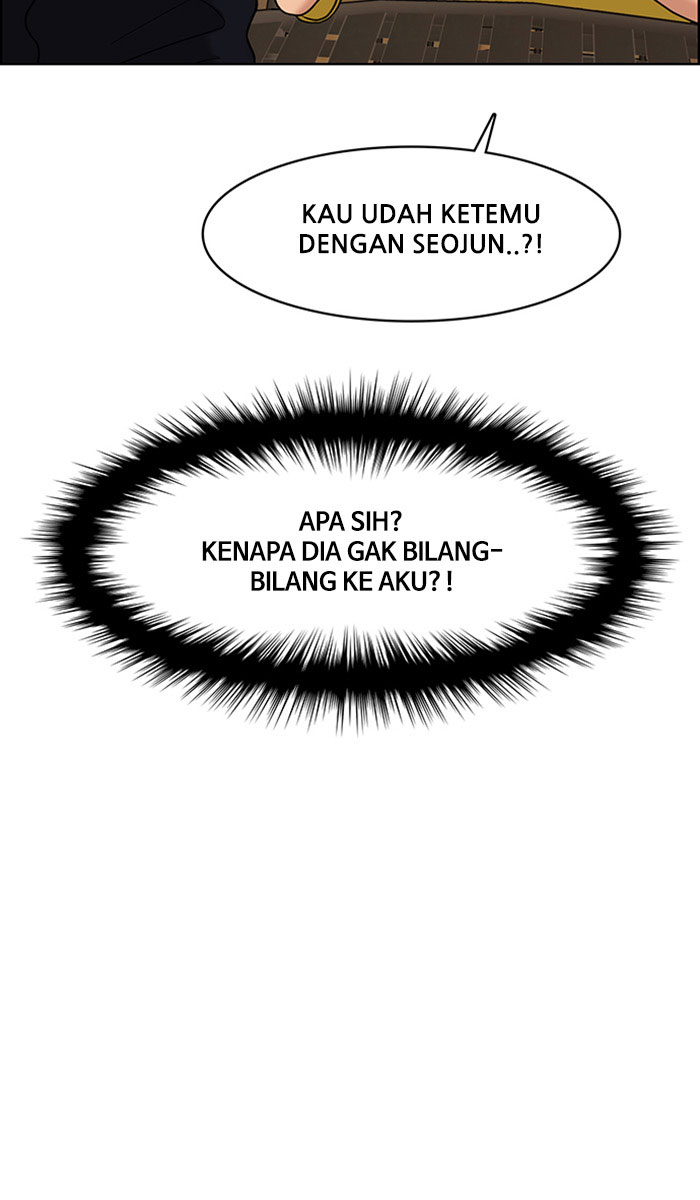 KAU UDAH KETEMU
DENGAN SEOJUN..?!
APA SIH?
KENAPA DIA GAK BILANG-
BILANG KE AKU?!